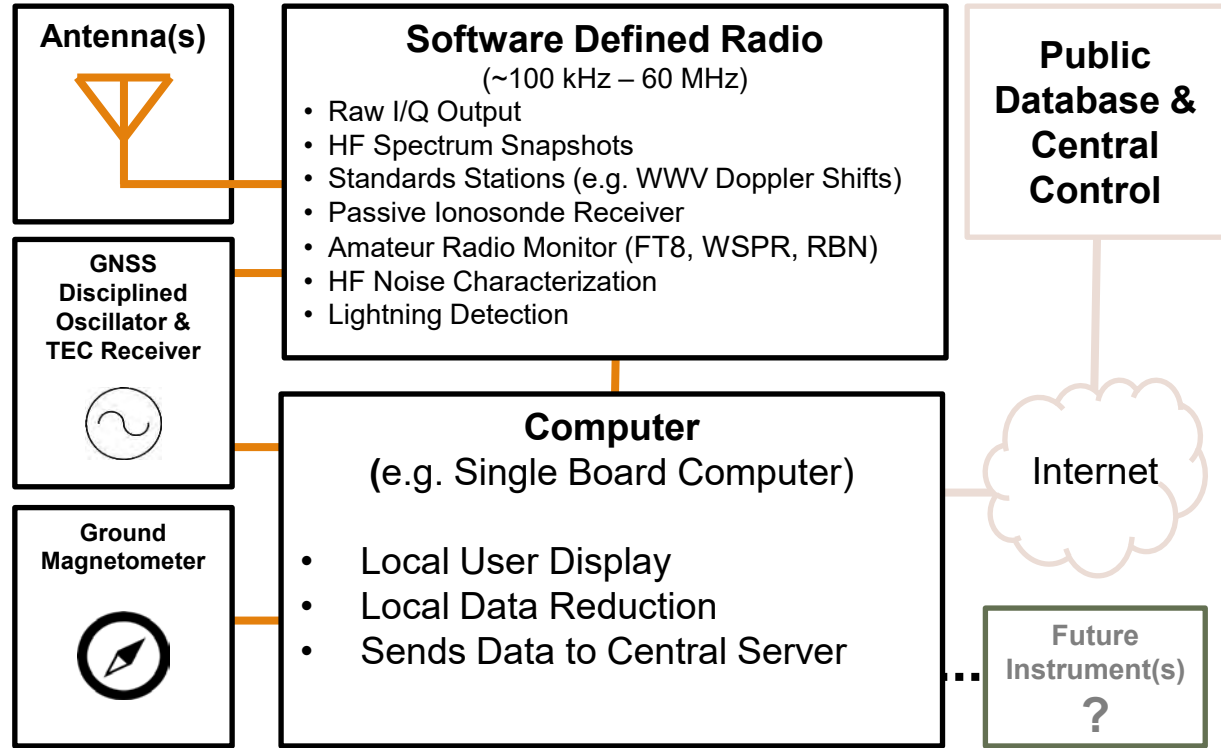 Antenna(s)
Software Defined Radio
(~100 kHz – 60 MHz)
• Raw I/Q Output
• HF Spectrum Snapshots
• Standards Stations (e.g. WWV Doppler Shifts)
• Passive Ionosonde Receiver
• Amateur Radio Monitor (FT8, WSPR, RBN)
• HF Noise Characterization
• Lightning Detection
Public
Database &
Central
Control
GNSS
Disciplined
Oscillator &
TEC Receiver
Computer
(e.g. Single Board Computer)
• Local User Display
• Local Data Reduction
• Sends Data to Central Server
Internet
Ground
Magnetometer
Future
Instrument(s)
?